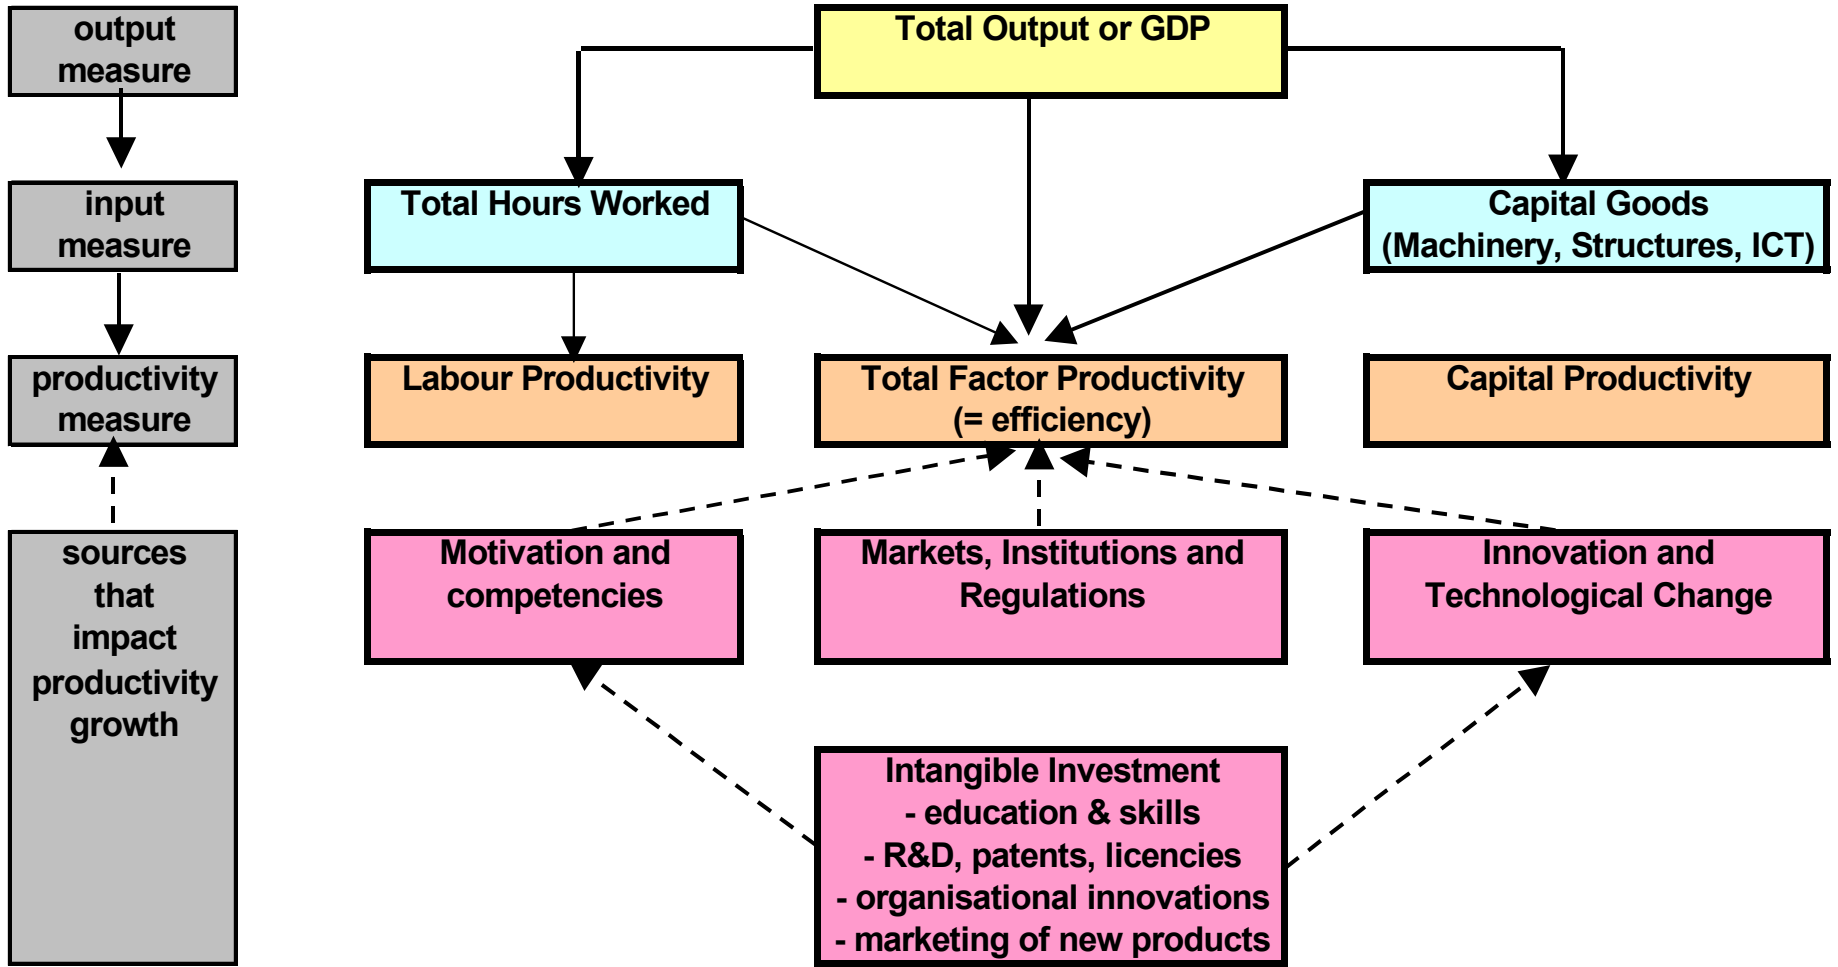 output
measure
Total Output or GDP
input
measure
Total Hours Worked
Capital Goods
(Machinery, Structures, ICT)
productivity
measure
Labour Productivity
Total Factor Productivity
(= efficiency)
Capital Productivity
sources
that
impact
productivity
growth
Motivation and
competencies
Markets, Institutions and
Regulations
Innovation and
Technological Change
Intangible Investment
- education & skills
- R&D, patents, licencies
- organisational innovations
- marketing of new products